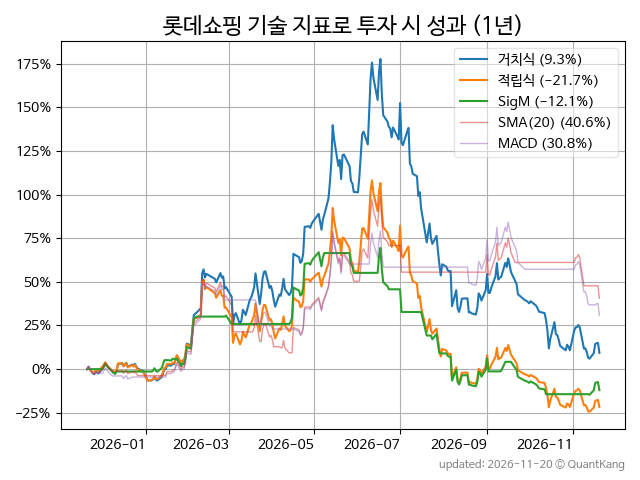 롯데쇼핑 기술 지표로 투자 시 성과 (1년)
175%
150%
125%
100%
75%
50%
25%
0%
−25%
거치식 (9.3%)
적립식 (−21.7%)
SigM (−12.1%)
SMA(20) (40.6%)
MACD (30.8%)
2026-01
2026-03
2026-05
2026-07
2026-09
2026-11
updated: 2026-11-20 © QuantKang